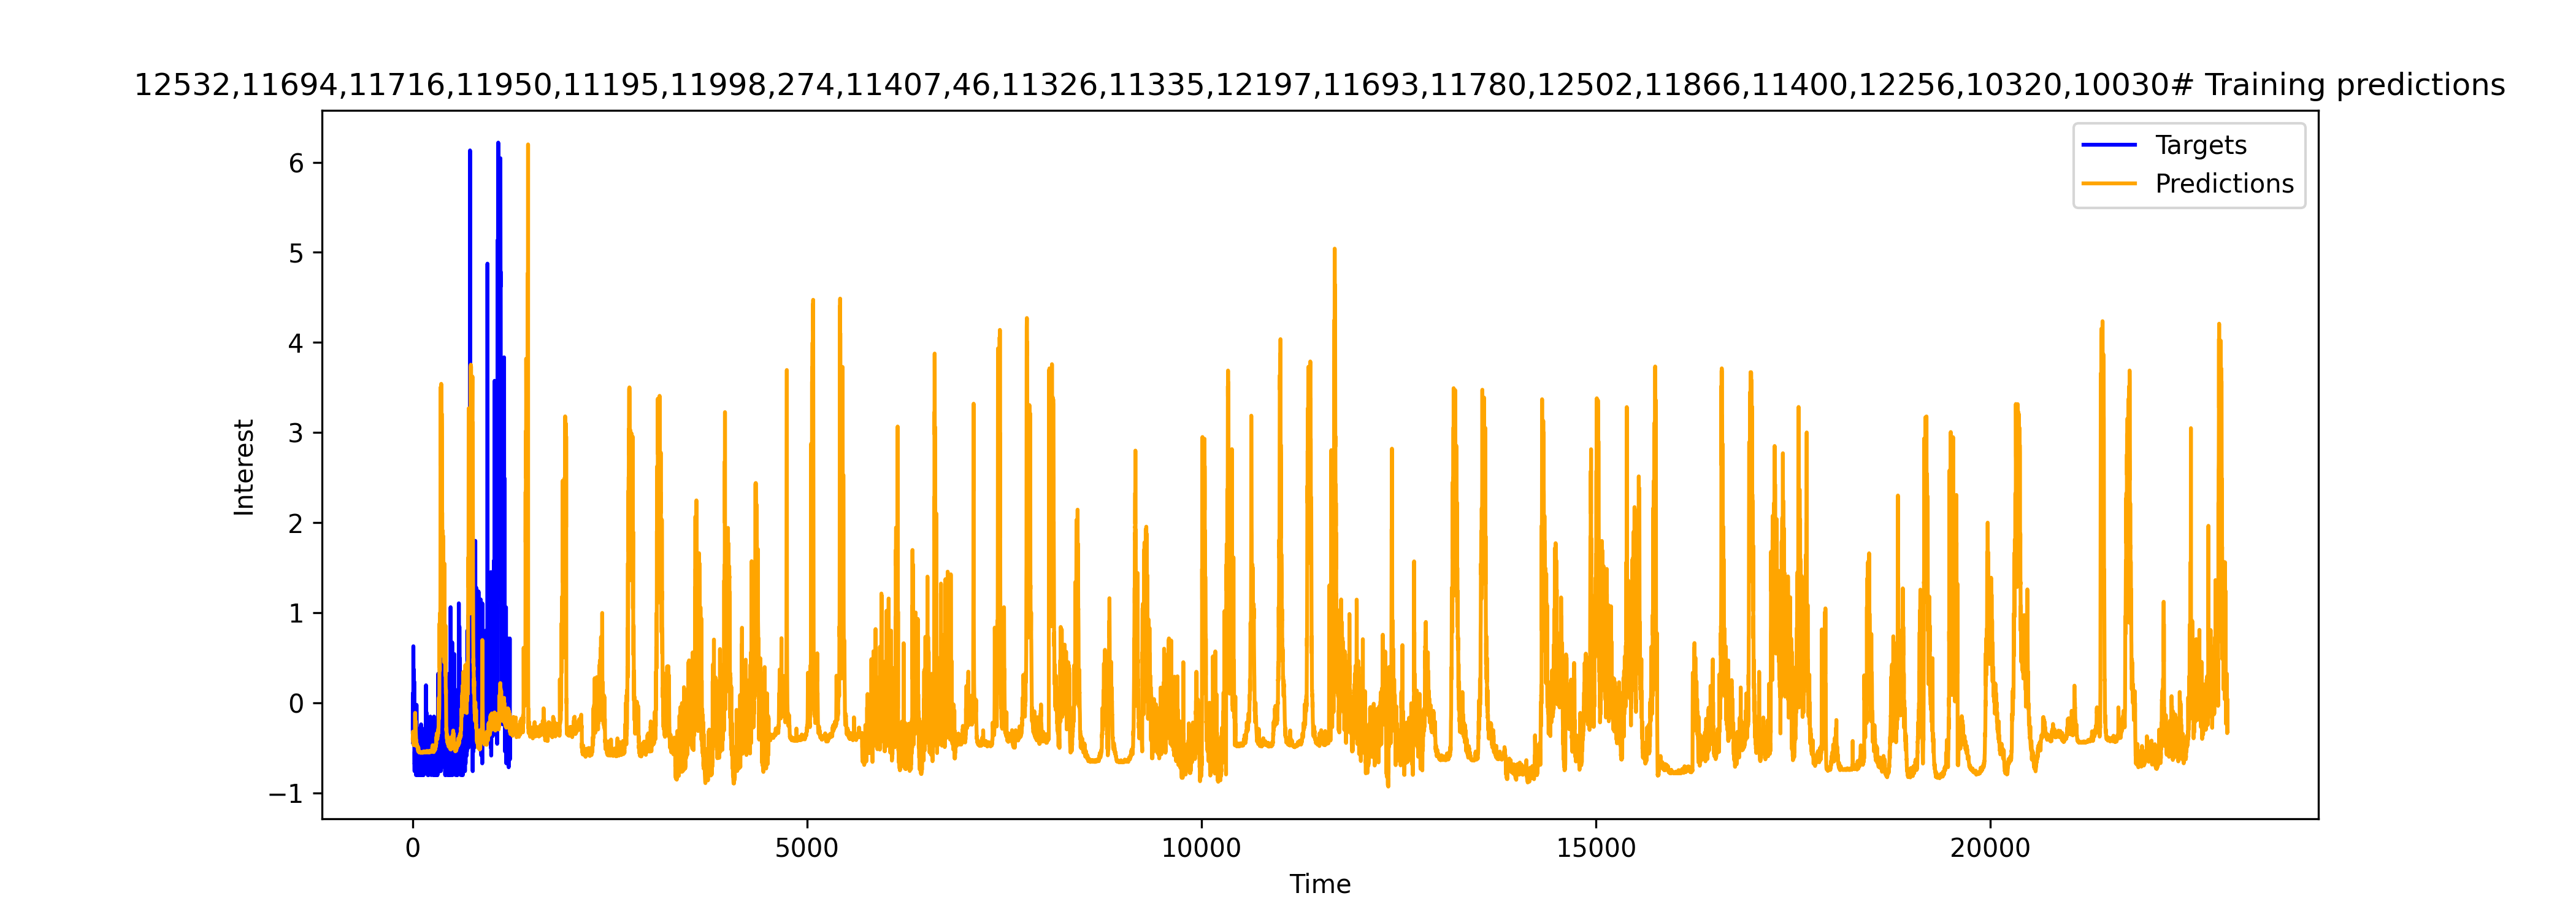 12532,11694,11716,11950,11195,11998,274,11407,46,11326,11335,12197,11693,11780,12502,11866,11400,12256,10320,10030# Training predictions
Targets
Predictions
6
5
4
3
2
1
0
−1
Interest
0 5000 10000 15000 20000
Time